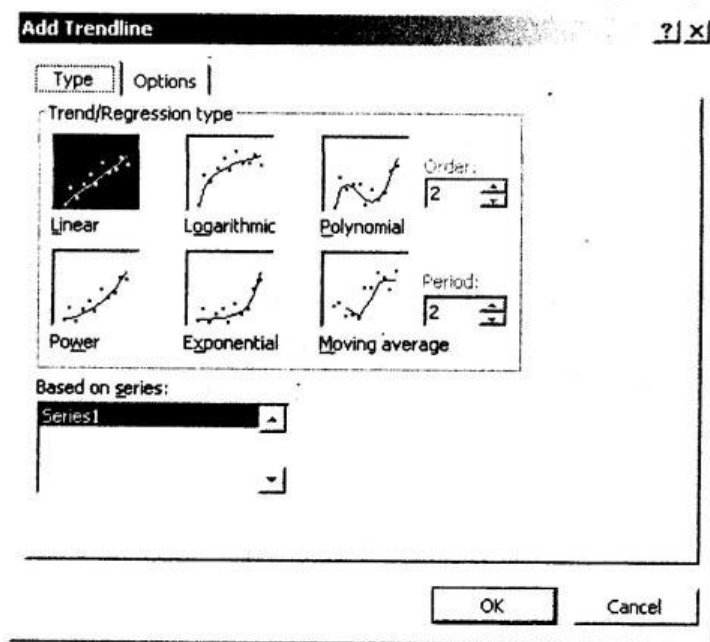 Add Trendline ? X
Type Options
Trend/Regression type
Order:
2
Linear Logarithmic Polynomial
Period:
2
Power Exponential Moving average
Based on series:
Series1
OK Cancel